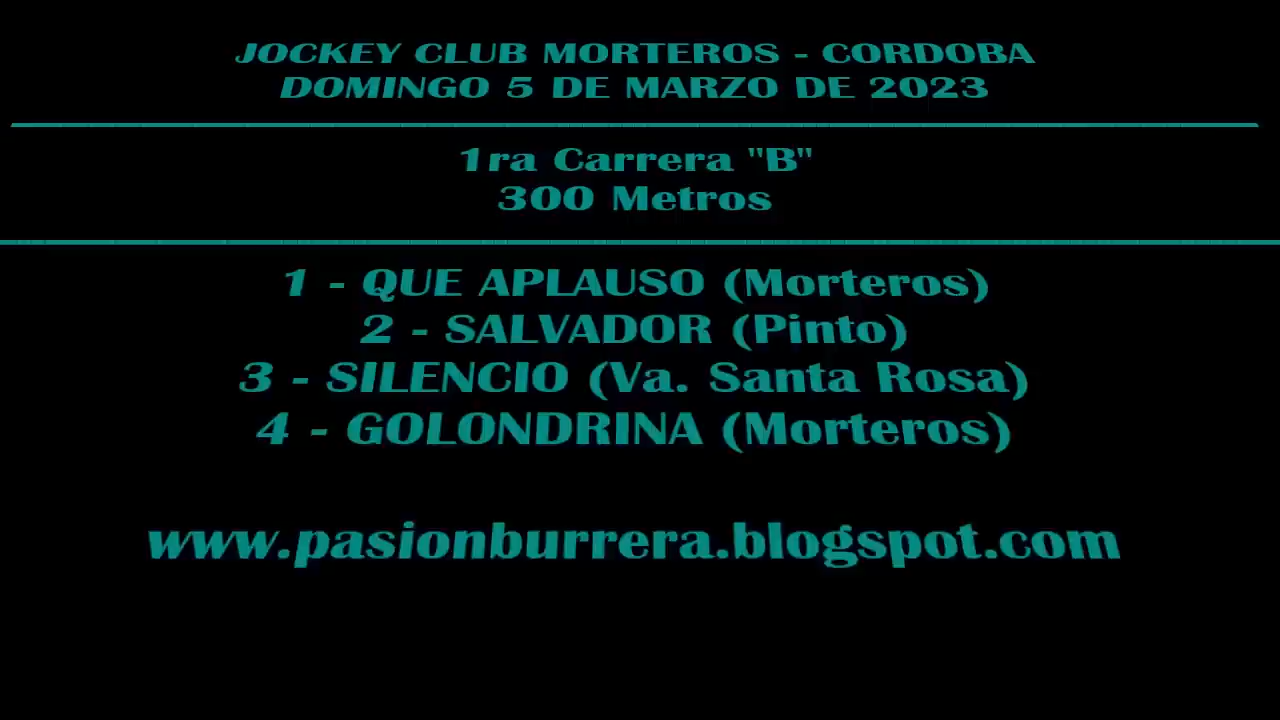 JOCKEY CLUB MORTEROS - CORDOBA
DOMINGO 5 DE MARZO DE 2023
1ra Carrera "B"
300 Metros
1 - QUE APLAUSO (Morteros)
2 - SALVADOR (Pinto)
3 - SILENCIO (Va. Santa Rosa)
4 - GOLONDRINA (Morteros)
www.pasionburrera.blogspot.com